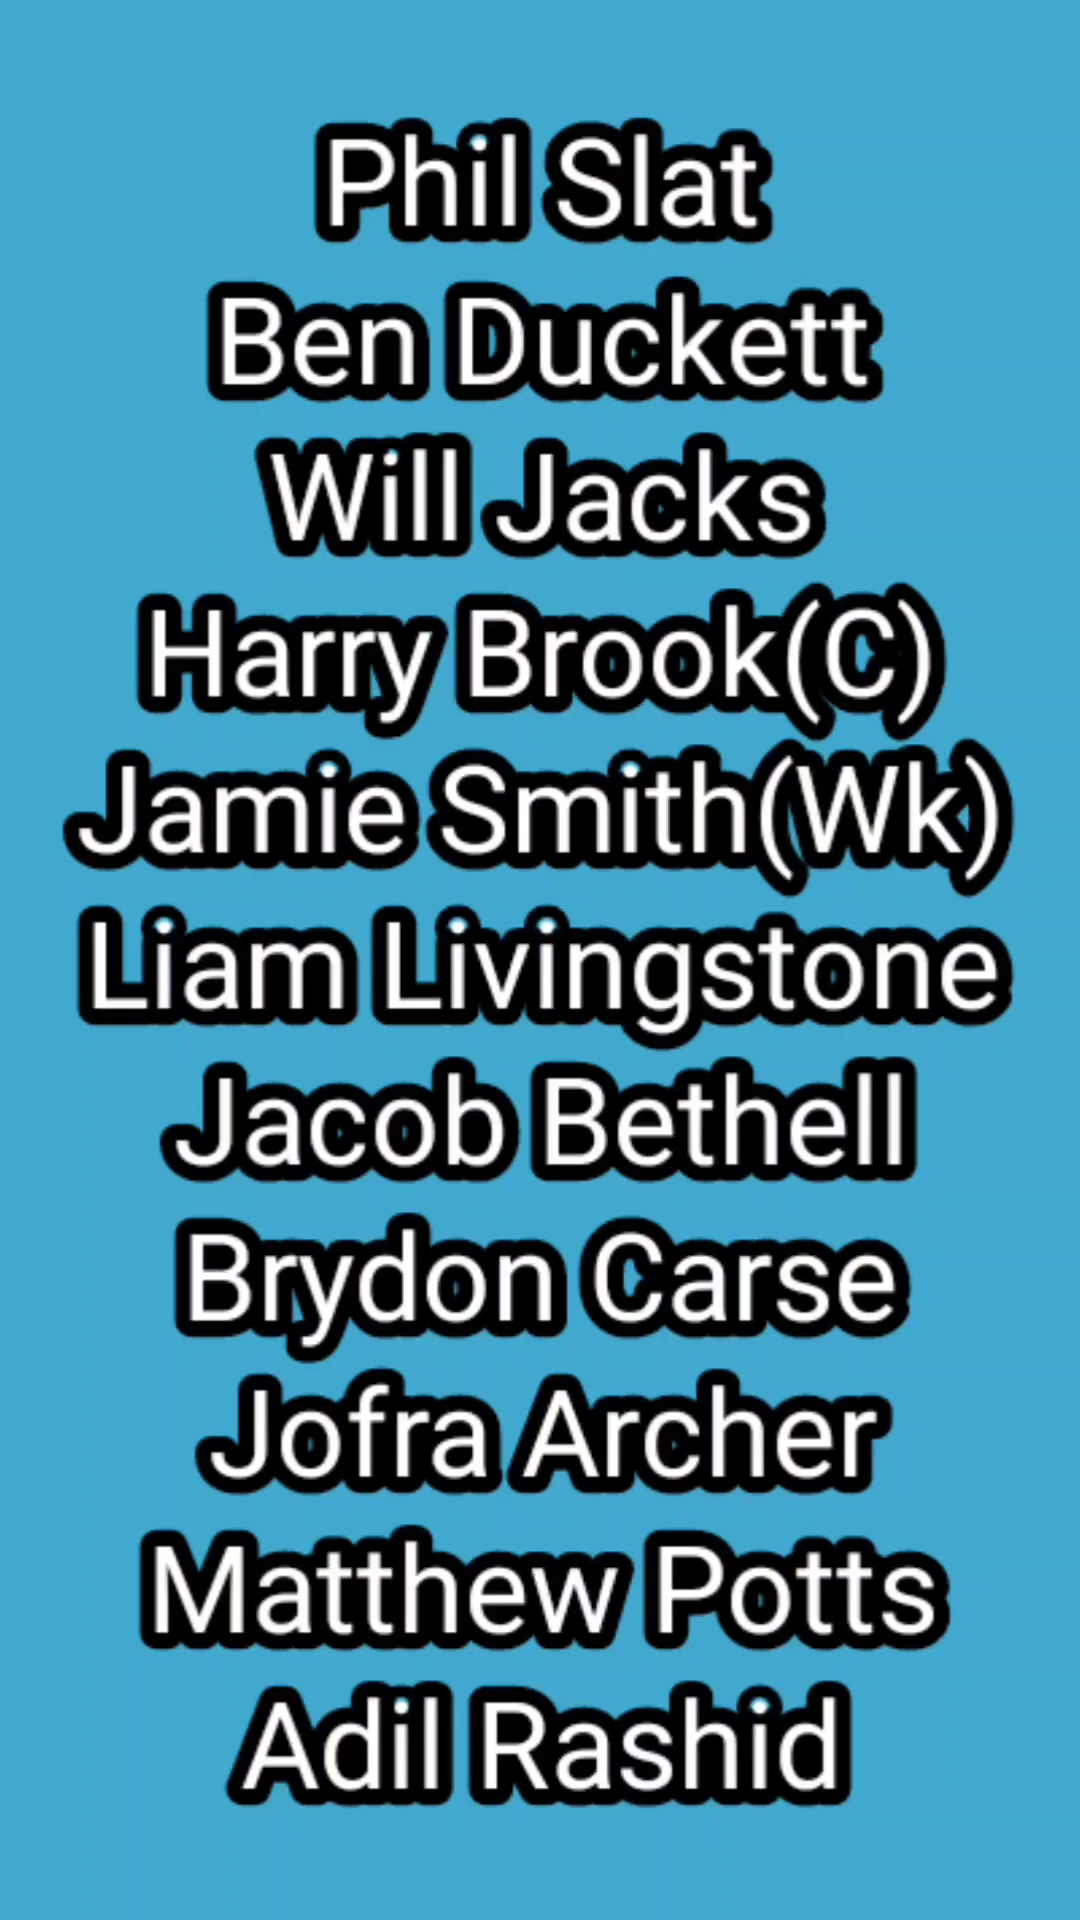 Phil Slat
Ben Duckett
Will Jacks
Harry Brook(C)
Jamie Smith(Wk)
Liam Livingstone
Jacob Bethell
Brydon Carse
Jofra Archer
Matthew Potts
Adil Rashid